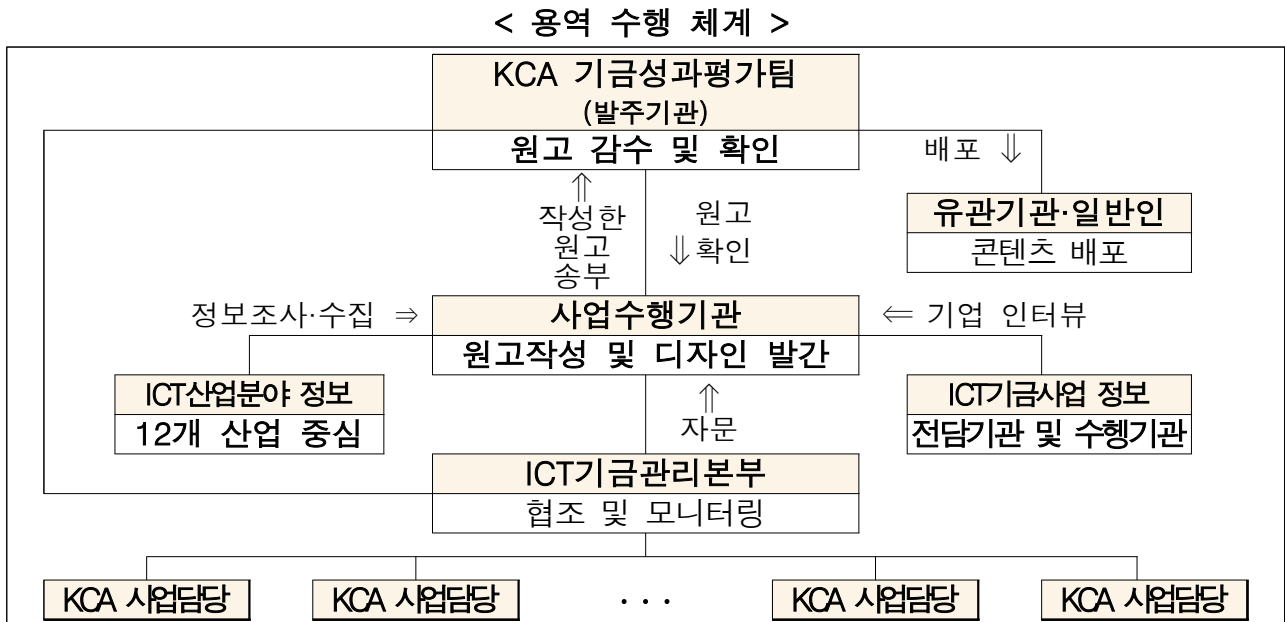 < 용역 수행 체계 >
KCA 기금성과평가팀
(발주기관)
원고 감수 및 확인
배포 ⇓
⇑
작성한
원고
송부
원고
⇓확인
유관기관·일반인
콘텐츠 배포
정보조사·수집 ⇒
사업수행기관
원고작성 및 디자인 발간
⇐ 기업 인터뷰
ICT산업분야 정보
12개 산업 중심
⇑
자문
ICT기금사업 정보
전담기관 및 수헹기관
ICT기금관리본부
협조 및 모니터링
KCA 사업담당
KCA 사업담당
· · ·
KCA 사업담당
KCA 사업담당